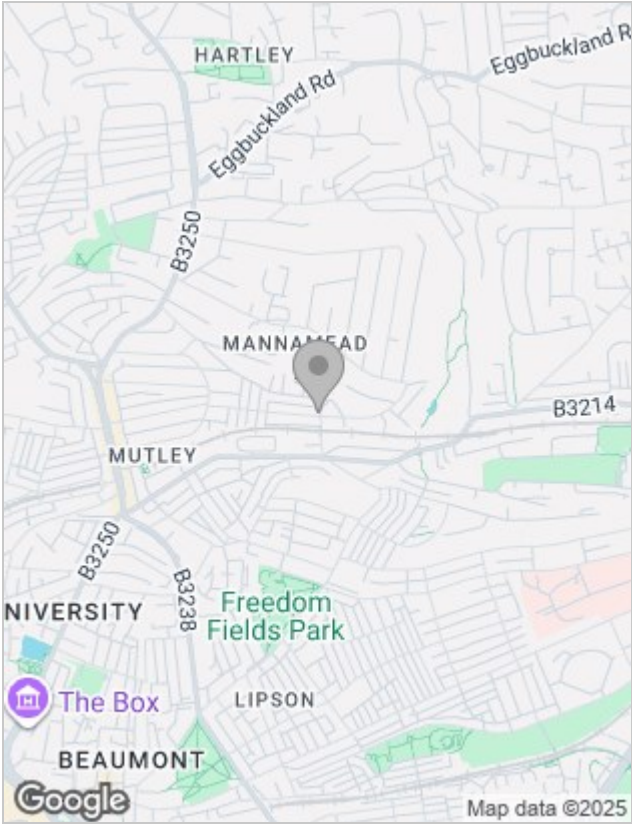 HARTLEY
Eggbuckland R
Eggbuckland Rd
B3250
MANNAMEAD
B3214
MUTLEY
B3250
B3238
NIVERSITY
Freedom
Fields Park
The Box
LIPSON
BEAUMONT
Google
Map data ©2025